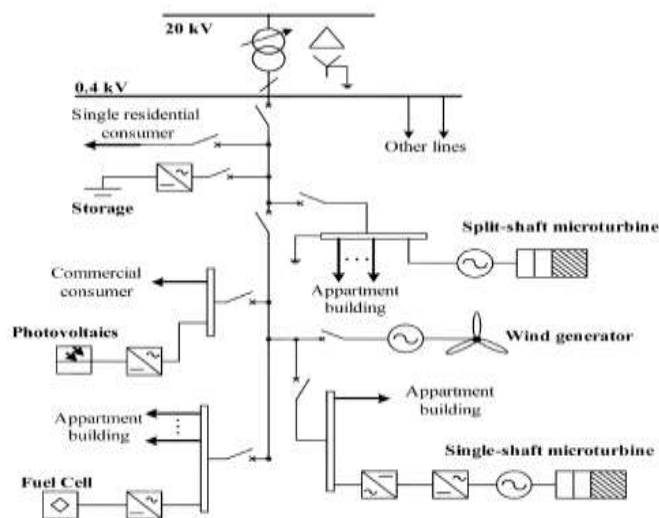 20 kV
0,4 kV
Single residential
consumer
Other lines
Storage
Split-shaft microturbine
Commercial
consumer
Appartment
building
Photovoltaics
Wind generator
Appartment
building
Appartment
building
Fuel Cell
Single-shaft microturbine